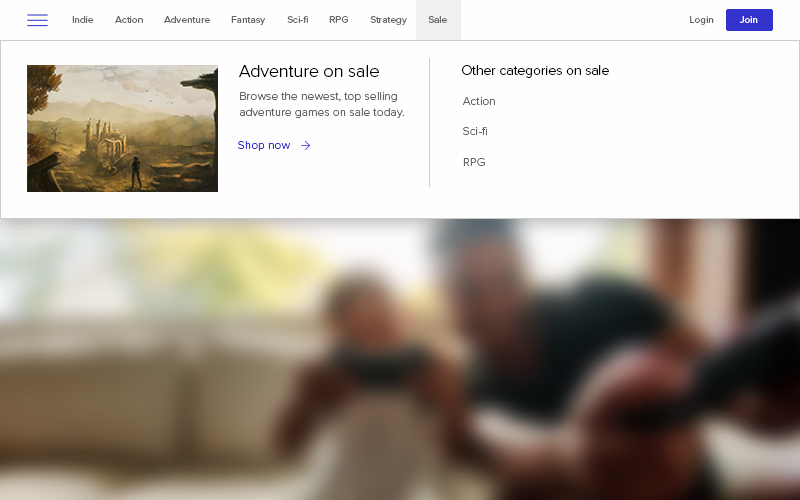 Indie Action Adventure Fantasy Sci-fi RPG Strategy Sale Login Join
Adventure on sale
Browse the newest, top selling
adventure games on sale today.
Shop now
Other categories on sale
Action
Sci-fi
RPG